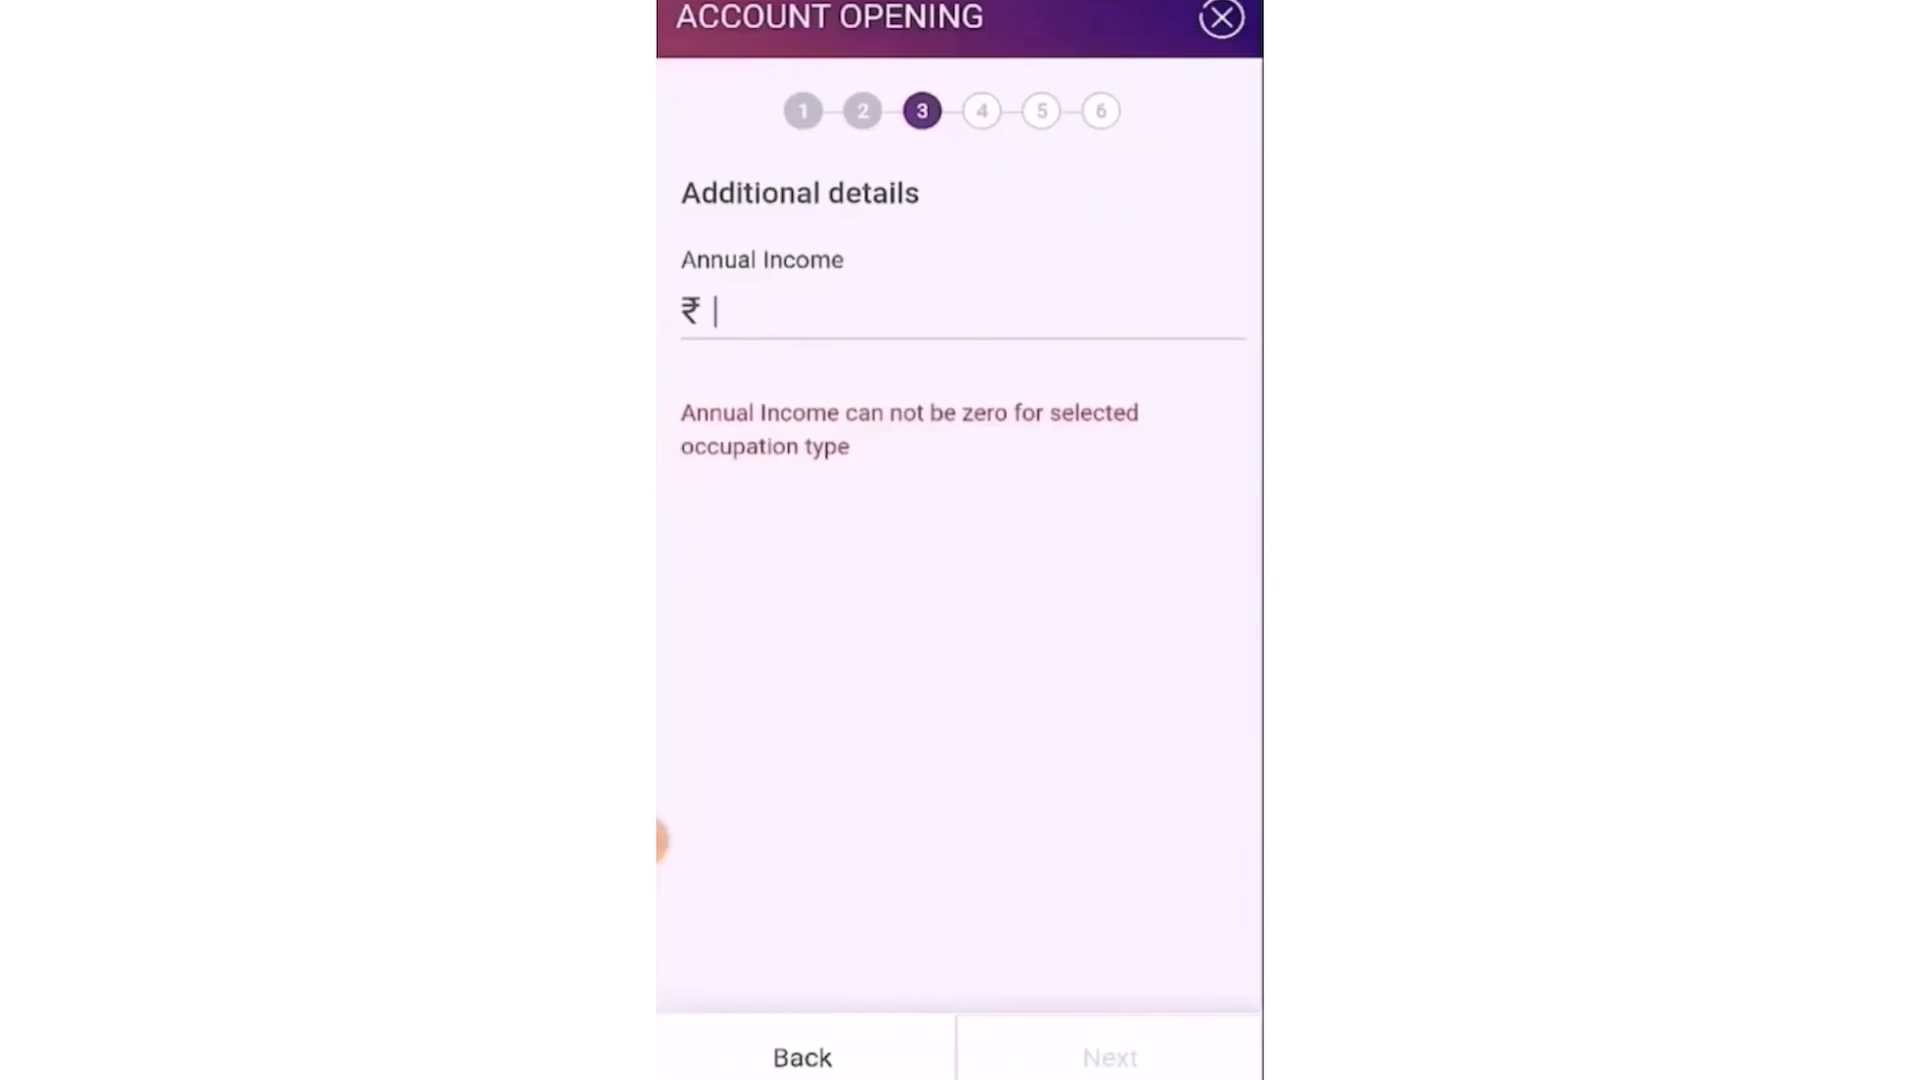 ACCOUNT OPENING
1 2 3 4 5 6
Additional details
Annual Income
₹
Annual Income can not be zero for selected
occupation type
Back Next